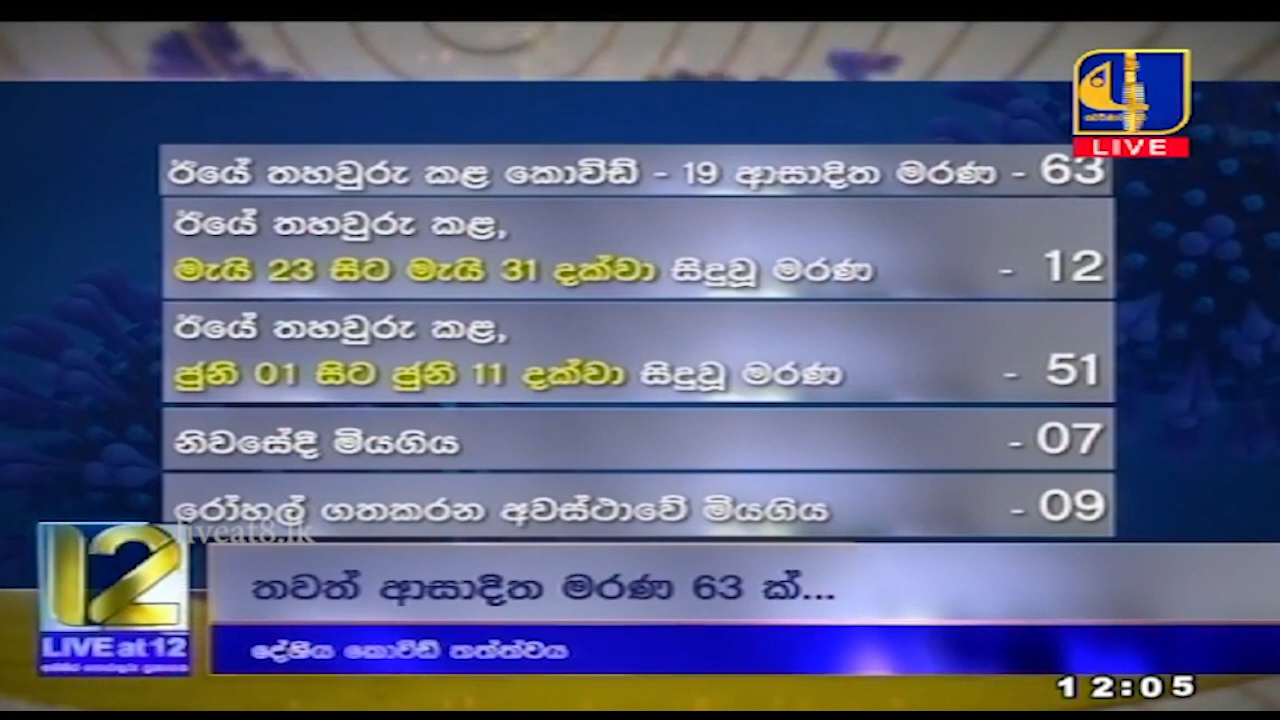 LIVE
ඊයේ තහවුරු කළ කොවිඩ් - 19 ආසාදිත මරණ - 63
ඊයේ තහවුරු කළ,
මැයි 23 සිට මැයි 31 දක්වා සිදුවූ මරණ - 12
ඊයේ තහවුරු කළ,
ජුනි 01 සිට ජුනි 11 දක්වා සිදුවූ මරණ - 51
නිවසේදී මියගිය - 07
රෝහල් ගතකරන අවස්ථාවේ මියගිය - 09
liveat8.lk
12
LIVE at 12
තවත් ආසාදිත මරණ 63 ක්...
දේශීය කොවිඩ් තත්ත්වය
12:05